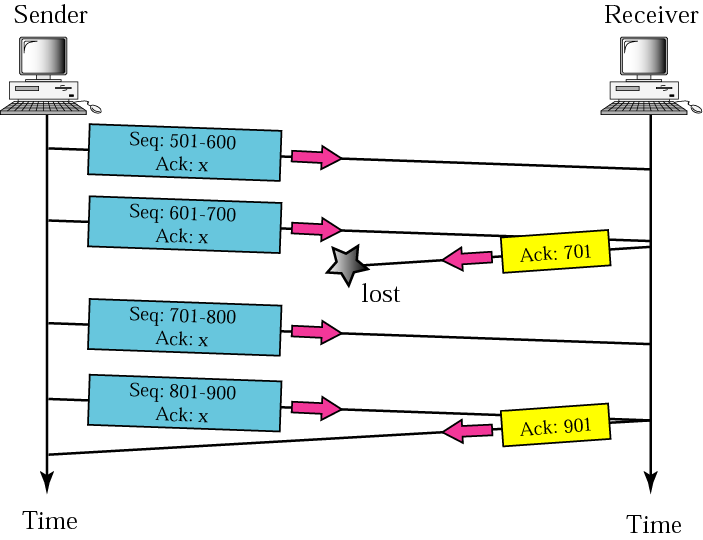 Sender
Receiver
Seq: 501-600
Ack: x
Seq: 601-700
Ack: x
Ack: 701
lost
Seq: 701-800
Ack: x
Seq: 801-900
Ack: x
Ack: 901
Time
Time